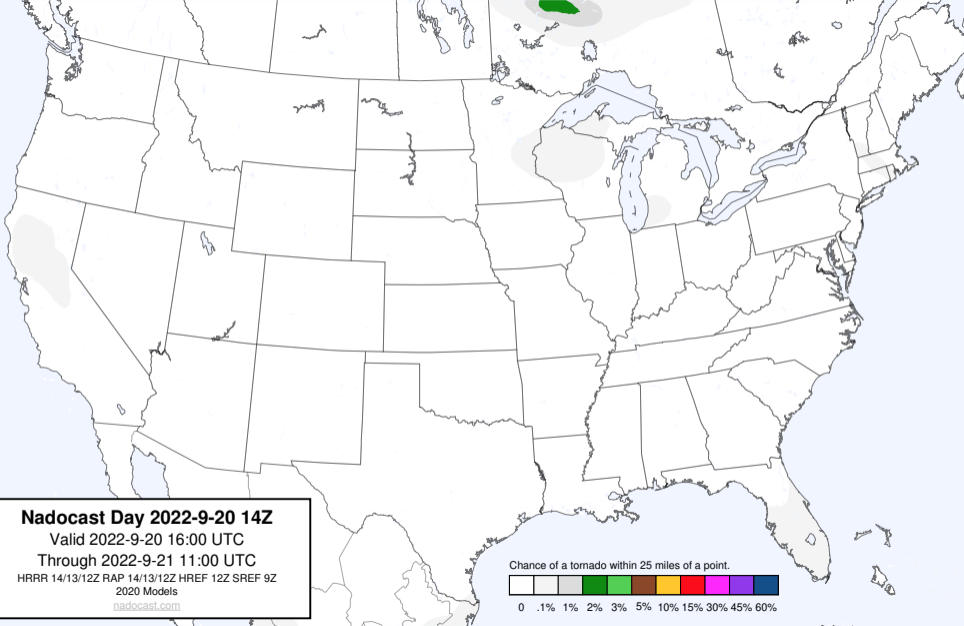 Nadocast Day 2022-9-20 14Z
Valid 2022-9-20 16:00 UTC
Through 2022-9-21 11:00 UTC
HRRR 14/13/12Z RAP 14/13/12Z HREF 12Z SREF 9Z
2020 Models
nadocast.com
Chance of a tornado within 25 miles of a point.
0 .1% 1% 2% 3% 5% 10% 15% 30% 45% 60%